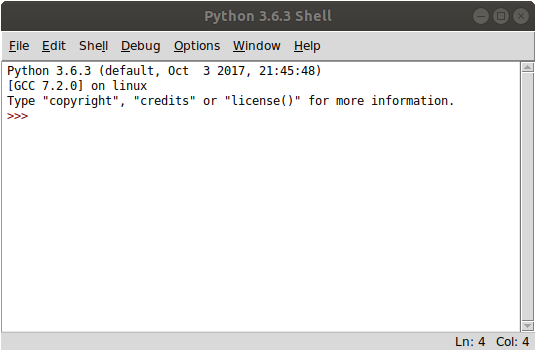 Python 3.6.3 Shell
File Edit Shell Debug Options Window Help
Python 3.6.3 (default, Oct  3 2017, 21:45:48)
[GCC 7.2.0] on linux
Type "copyright", "credits" or "license()" for more information.
>>>
Ln: 4 Col: 4